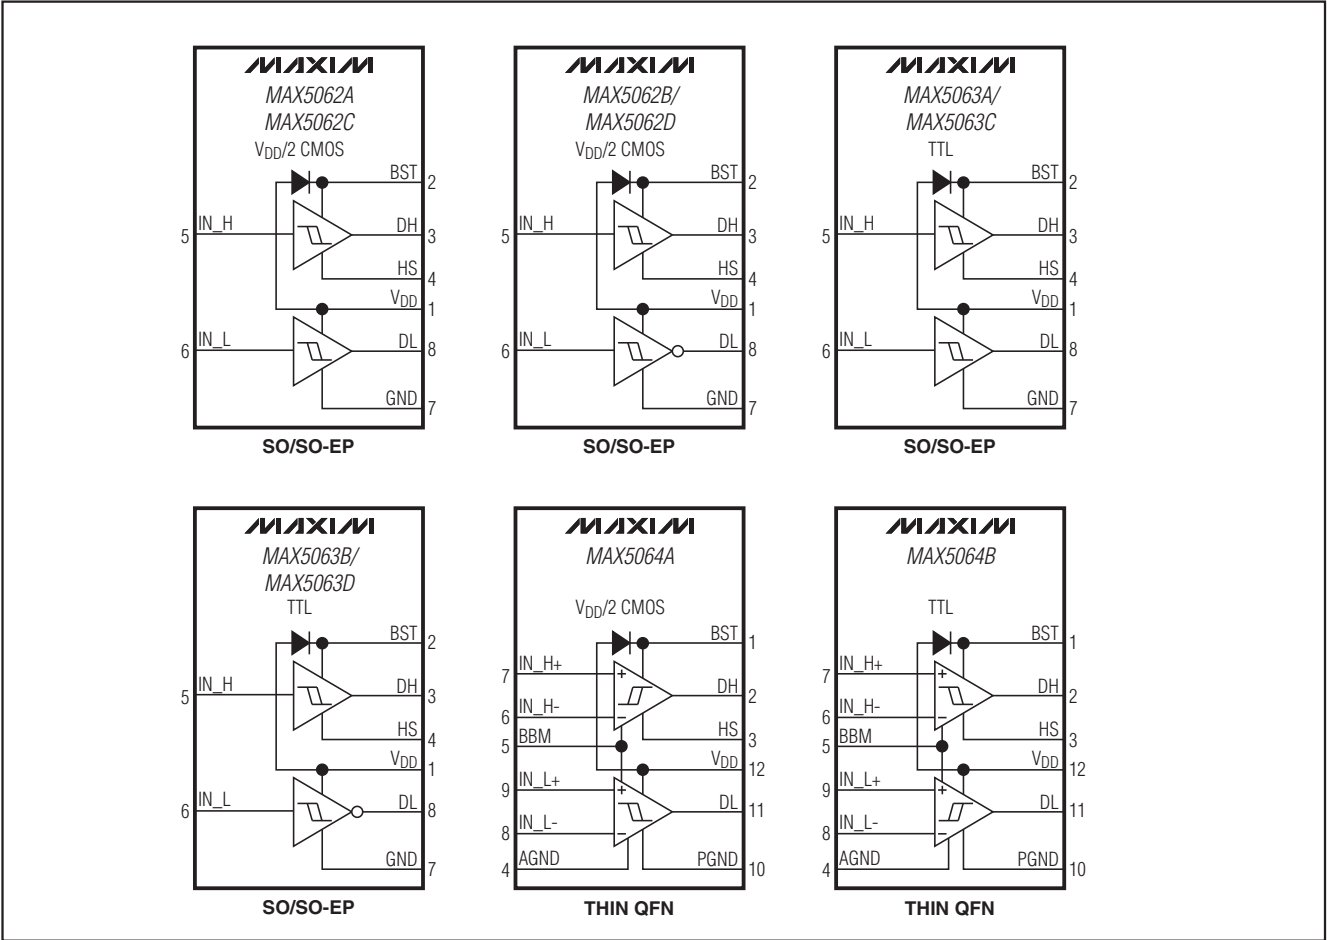 MAXIM
MAX5062A
MAX5062C
VDD/2 CMOS
BST 2
5 IN_H
DH 3
HS 4
VDD 1
6 IN_L
DL 8
GND 7
SO/SO-EP
MAXIM
MAX5062B/
MAX5062D
VDD/2 CMOS
BST 2
5 IN_H
DH 3
HS 4
VDD 1
6 IN_L
DL 8
GND 7
SO/SO-EP
MAXIM
MAX5063A/
MAX5063C
TTL
BST 2
5 IN_H
DH 3
HS 4
VDD 1
6 IN_L
DL 8
GND 7
SO/SO-EP
MAXIM
MAX5063B/
MAX5063D
TTL
BST 2
5 IN_H
DH 3
HS 4
VDD 1
6 IN_L
DL 8
GND 7
SO/SO-EP
MAXIM
MAX5064A
VDD/2 CMOS
BST 1
7 IN_H+ +
DH 2
6 IN_H- −
HS 3
5 BBM
VDD 12
9 IN_L+ +
DL 11
8 IN_L- −
4 AGND
PGND 10
THIN QFN
MAXIM
MAX5064B
TTL
BST 1
7 IN_H+ +
DH 2
6 IN_H- −
HS 3
5 BBM
VDD 12
9 IN_L+ +
DL 11
8 IN_L- −
4 AGND
PGND 10
THIN QFN